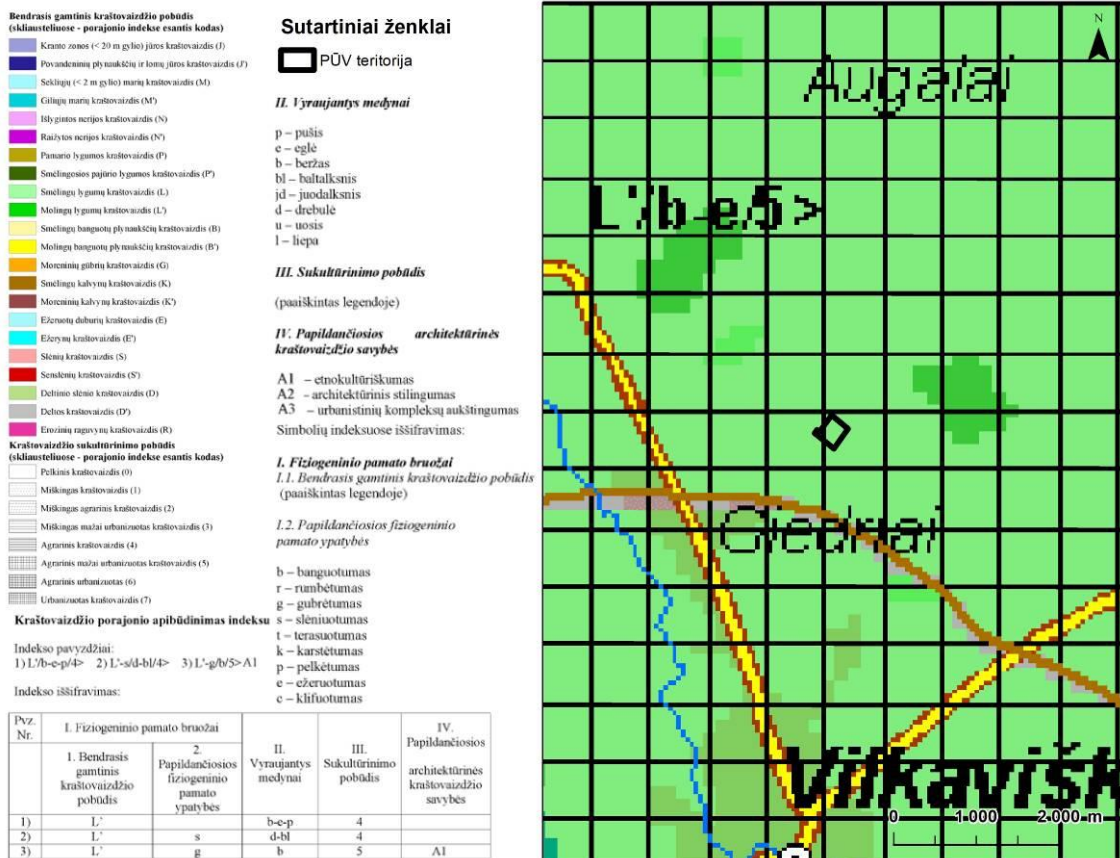 Bendrasis gamtinis kraštovaizdžio pobūdis
(skliausteliuose - porajonio indekse esantis kodas)
Kranto zonos (< 20 m gylio) jūros kraštovaizdis (J)
Povandeninių plynaukščių ir lomų jūros kraštovaizdis (J')
Sekliųjų (< 2 m gylio) marių kraštovaizdis (M)
Giliųjų marių kraštovaizdis (M')
Išlygintos nerijos kraštovaizdis (N)
Raižytos nerijos kraštovaizdis (N')
Pamario lygumos kraštovaizdis (P)
Smėlingosios pajūrio lygumos kraštovaizdis (P')
Smėlingų lygumų kraštovaizdis (L)
Molingų lygumų kraštovaizdis (L')
Smėlingų banguotų plynaukščių kraštovaizdis (B)
Molingų banguotų plynaukščių kraštovaizdis (B')
Moreninių gūbrių kraštovaizdis (G)
Smėlingų kalvynų kraštovaizdis (K)
Moreninių kalvynų kraštovaizdis (K')
Ežeruotų duburių kraštovaizdis (E)
Ežerynų kraštovaizdis (E')
Slėnių kraštovaizdis (S)
Senslėnių kraštovaizdis (S')
Deltinio slėnio kraštovaizdis (D)
Deltos kraštovaizdis (D')
Erozinių raguvynų kraštovaizdis (R)
Kraštovaizdžio sukultūrinimo pobūdis
(skliausteliuose - porajonio indekse esantis kodas)
Pelkinis kraštovaizdis (0)
Miškingas kraštovaizdis (1)
Miškingas agrarinis kraštovaizdis (2)
Miškingas mažai urbanizuotas kraštovaizdis (3)
Agrarinis kraštovaizdis (4)
Agrarinis mažai urbanizuotas kraštovaizdis (5)
Agrarinis urbanizuotas (6)
Urbanizuotas kraštovaizdis (7)
Kraštovaizdžio porajonio apibūdinimas indeksu
Indekso pavyzdžiai:
1) L'/b-e-p/4> 2) L'-s/d-bl/4> 3) L'-g/b/5> A1
Indekso iššifravimas:
Sutartiniai ženklai
PŪV teritorija
II. Vyraujantys medynai
p – pušis
e – eglė
b – beržas
bl – baltalksnis
jd – juodalksnis
d – drebulė
u – uosis
l – liepa
III. Sukultūrinimo pobūdis
(paaiškintas legendoje)
IV. Papildančiosios architektūrinės
kraštovaizdžio savybės
A1 – etnokultūriškumas
A2 - architektūrinis stilingumas
A3 – urbanistinių kompleksų aukštingumas
Simbolių indeksuose iššifravimas:
I. Fiziogeninio pamato bruožai
I.1. Bendrasis gamtinis kraštovaizdžio pobūdis
(paaiškintas legendoje)
I.2. Papildančiosios fiziogeninio
pamato ypatybės
b – banguotumas
r – rumbėtumas
g – gubrėtumas
s – slėniuotumas
t – terasuotumas
k – karstėtumas
p – pelkėtumas
e – ežeruotumas
c – klifuotumas
Pvz. Nr.
I. Fiziogeninio pamato bruožai
1. Bendrasis gamtinis kraštovaizdžio pobūdis
2. Papildančiosios fiziogeninio pamato ypatybės
II. Vyraujantys medynai
III. Sukultūrinimo pobūdis
IV. Papildančiosios architektūrinės kraštovaizdžio savybės
1) L' b-e-p 4
2) L' s d-bl 4
3) L' g b 5 A1
N
Augalai
L'/b-e/5>
Giedriai
Vilkavišk
0 1 000 2 000 m